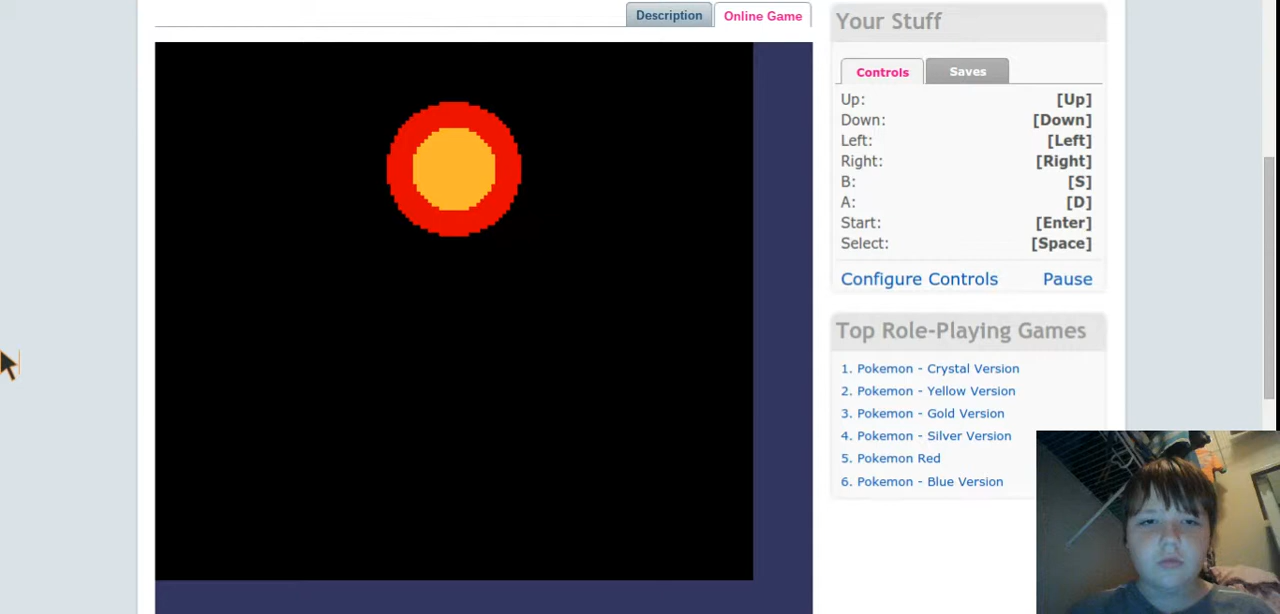 Description
Online Game
Your Stuff
Controls
Saves
Up: [Up]
Down: [Down]
Left: [Left]
Right: [Right]
B: [S]
A: [D]
Start: [Enter]
Select: [Space]
Configure Controls
Pause
Top Role-Playing Games
1. Pokemon - Crystal Version
2. Pokemon - Yellow Version
3. Pokemon - Gold Version
4. Pokemon - Silver Version
5. Pokemon Red
6. Pokemon - Blue Version